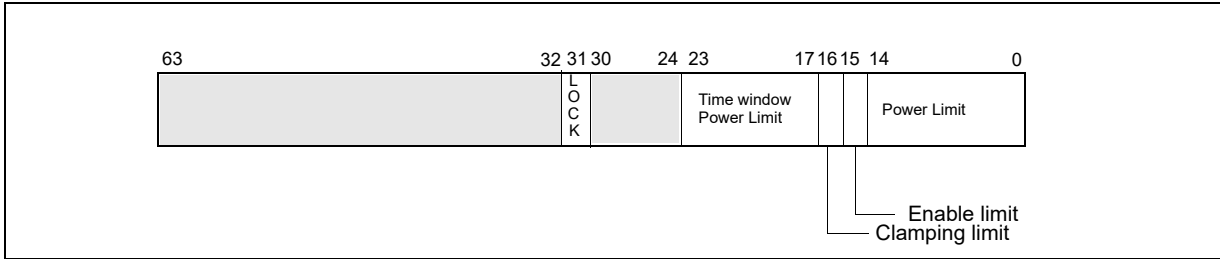 63 32 31 30 24 23 17 16 15 14 0
L
O
C
K
Time window
Power Limit
Power Limit
Enable limit
Clamping limit